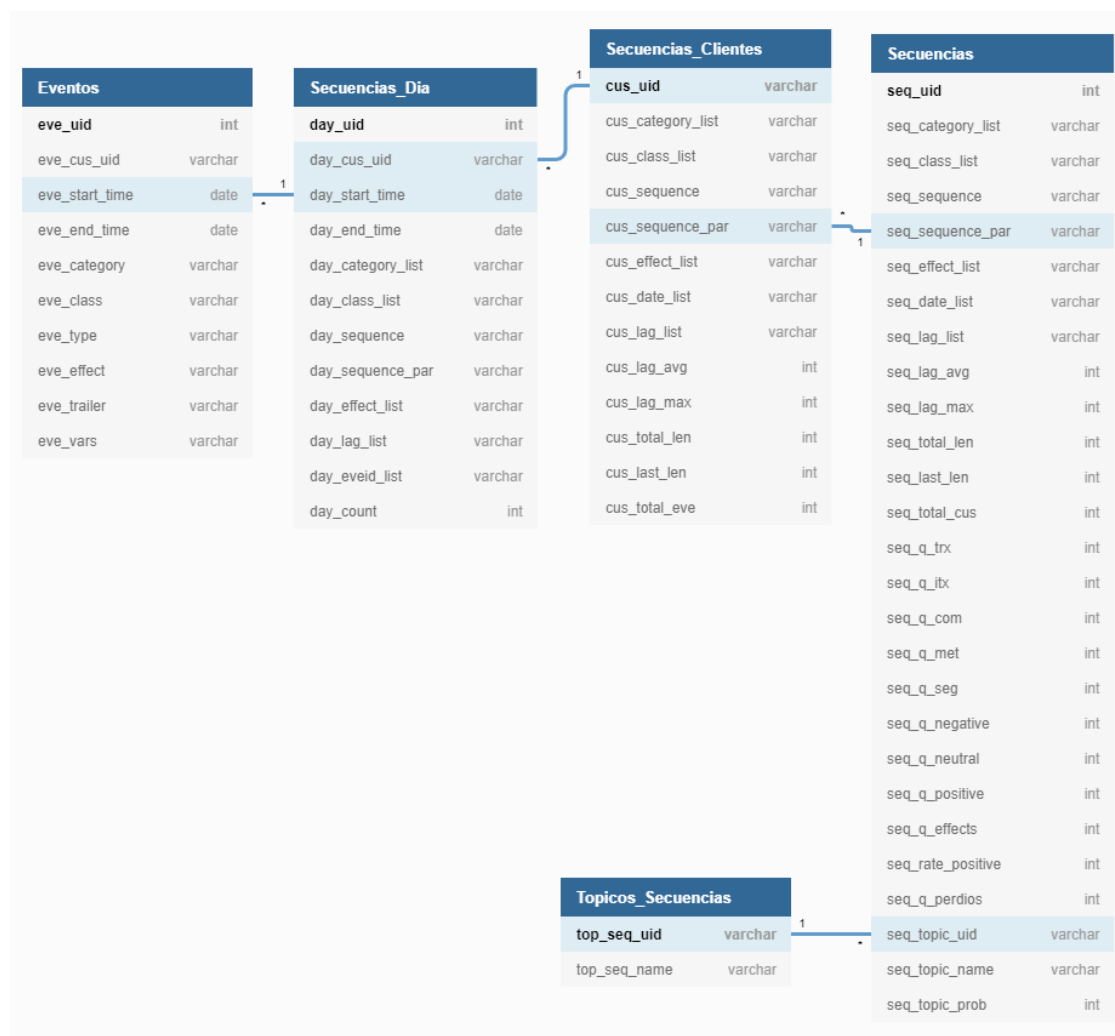 Eventos
eve_uid int
eve_cus_uid varchar
eve_start_time date
eve_end_time date
eve_category varchar
eve_class varchar
eve_type varchar
eve_effect varchar
eve_trailer varchar
eve_vars varchar
1
*
Secuencias_Dia
day_uid int
day_cus_uid varchar
day_start_time date
day_end_time date
day_category_list varchar
day_class_list varchar
day_sequence varchar
day_sequence_par varchar
day_effect_list varchar
day_lag_list varchar
day_eveid_list varchar
day_count int
1
*
Secuencias_Clientes
cus_uid varchar
cus_category_list varchar
cus_class_list varchar
cus_sequence varchar
cus_sequence_par varchar
cus_effect_list varchar
cus_date_list varchar
cus_lag_list varchar
cus_lag_avg int
cus_lag_max int
cus_total_len int
cus_last_len int
cus_total_eve int
*
1
Secuencias
seq_uid int
seq_category_list varchar
seq_class_list varchar
seq_sequence varchar
seq_sequence_par varchar
seq_effect_list varchar
seq_date_list varchar
seq_lag_list varchar
seq_lag_avg int
seq_lag_max int
seq_total_len int
seq_last_len int
seq_total_cus int
seq_q_trx int
seq_q_itx int
seq_q_com int
seq_q_met int
seq_q_seg int
seq_q_negative int
seq_q_neutral int
seq_q_positive int
seq_q_effects int
seq_rate_positive int
seq_q_perdios int
seq_topic_uid varchar
seq_topic_name varchar
seq_topic_prob int
Topicos_Secuencias
top_seq_uid varchar
top_seq_name varchar
1
*